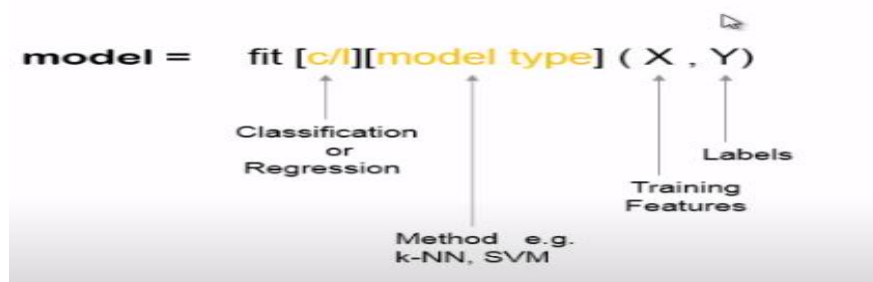 model = fit [c/l][model type] ( X , Y)
Classification
or
Regression
Labels
Training
Features
Method e.g.
k-NN, SVM